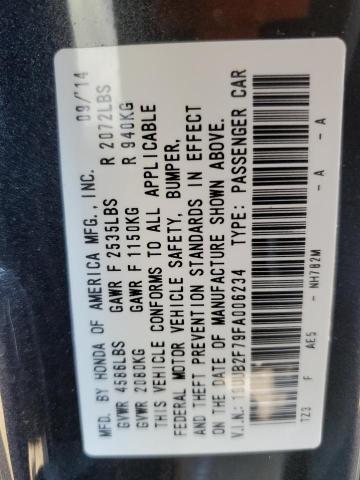 MFD. BY HONDA OF AMERICA MFG., INC. 09/14
GVWR 4586LBS GAWR F 2535LBS R 2072LBS
GVWR 2080KG GAWR F 1150KG R 940KG
THIS VEHICLE CONFORMS TO ALL APPLICABLE
FEDERAL MOTOR VEHICLE SAFETY, BUMPER,
AND THEFT PREVENTION STANDARDS IN EFFECT
ON THE DATE OF MANUFACTURE SHOWN ABOVE.
V.I.N.: 19UUB2F79FA006234 TYPE: PASSENGER CAR
TZ3 F AE5 - NH782M - A - A